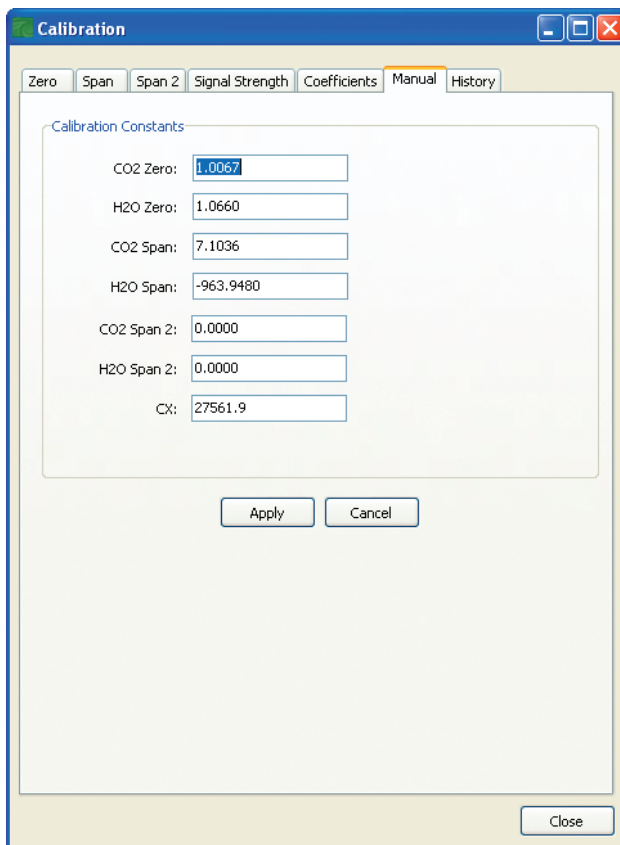 Calibration
Zero Span Span 2 Signal Strength Coefficients Manual History
Calibration Constants
CO2 Zero: 1.0067
H2O Zero: 1.0660
CO2 Span: 7.1036
H2O Span: -963.9480
CO2 Span 2: 0.0000
H2O Span 2: 0.0000
CX: 27561.9
Apply Cancel
Close